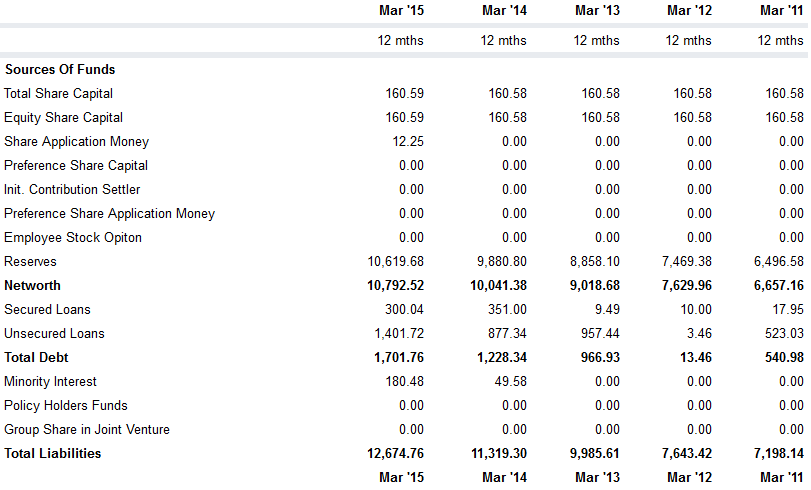 Mar '15 Mar '14 Mar '13 Mar '12 Mar '11
12 mths 12 mths 12 mths 12 mths 12 mths
Sources Of Funds
Total Share Capital 160.59 160.58 160.58 160.58 160.58
Equity Share Capital 160.59 160.58 160.58 160.58 160.58
Share Application Money 12.25 0.00 0.00 0.00 0.00
Preference Share Capital 0.00 0.00 0.00 0.00 0.00
Init. Contribution Settler 0.00 0.00 0.00 0.00 0.00
Preference Share Application Money 0.00 0.00 0.00 0.00 0.00
Employee Stock Opiton 0.00 0.00 0.00 0.00 0.00
Reserves 10,619.68 9,880.80 8,858.10 7,469.38 6,496.58
Networth 10,792.52 10,041.38 9,018.68 7,629.96 6,657.16
Secured Loans 300.04 351.00 9.49 10.00 17.95
Unsecured Loans 1,401.72 877.34 957.44 3.46 523.03
Total Debt 1,701.76 1,228.34 966.93 13.46 540.98
Minority Interest 180.48 49.58 0.00 0.00 0.00
Policy Holders Funds 0.00 0.00 0.00 0.00 0.00
Group Share in Joint Venture 0.00 0.00 0.00 0.00 0.00
Total Liabilities 12,674.76 11,319.30 9,985.61 7,643.42 7,198.14
Mar '15 Mar '14 Mar '13 Mar '12 Mar '11